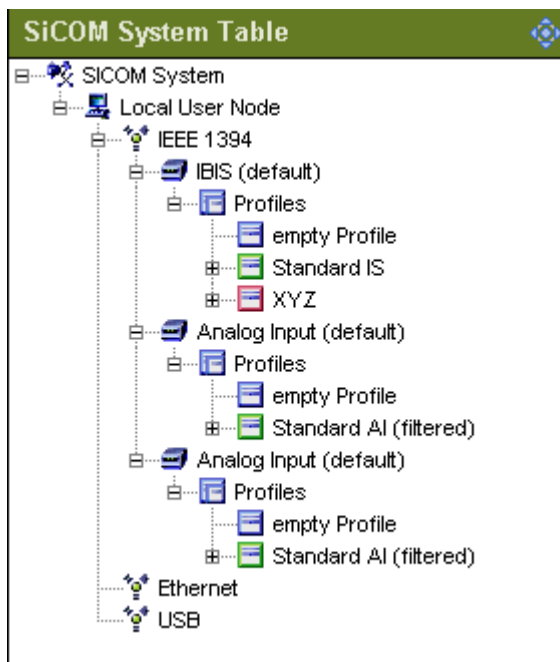 SiCOM System Table
SICOM System
Local User Node
IEEE 1394
IBIS (default)
Profiles
empty Profile
Standard IS
XYZ
Analog Input (default)
Profiles
empty Profile
Standard AI (filtered)
Analog Input (default)
Profiles
empty Profile
Standard AI (filtered)
Ethernet
USB